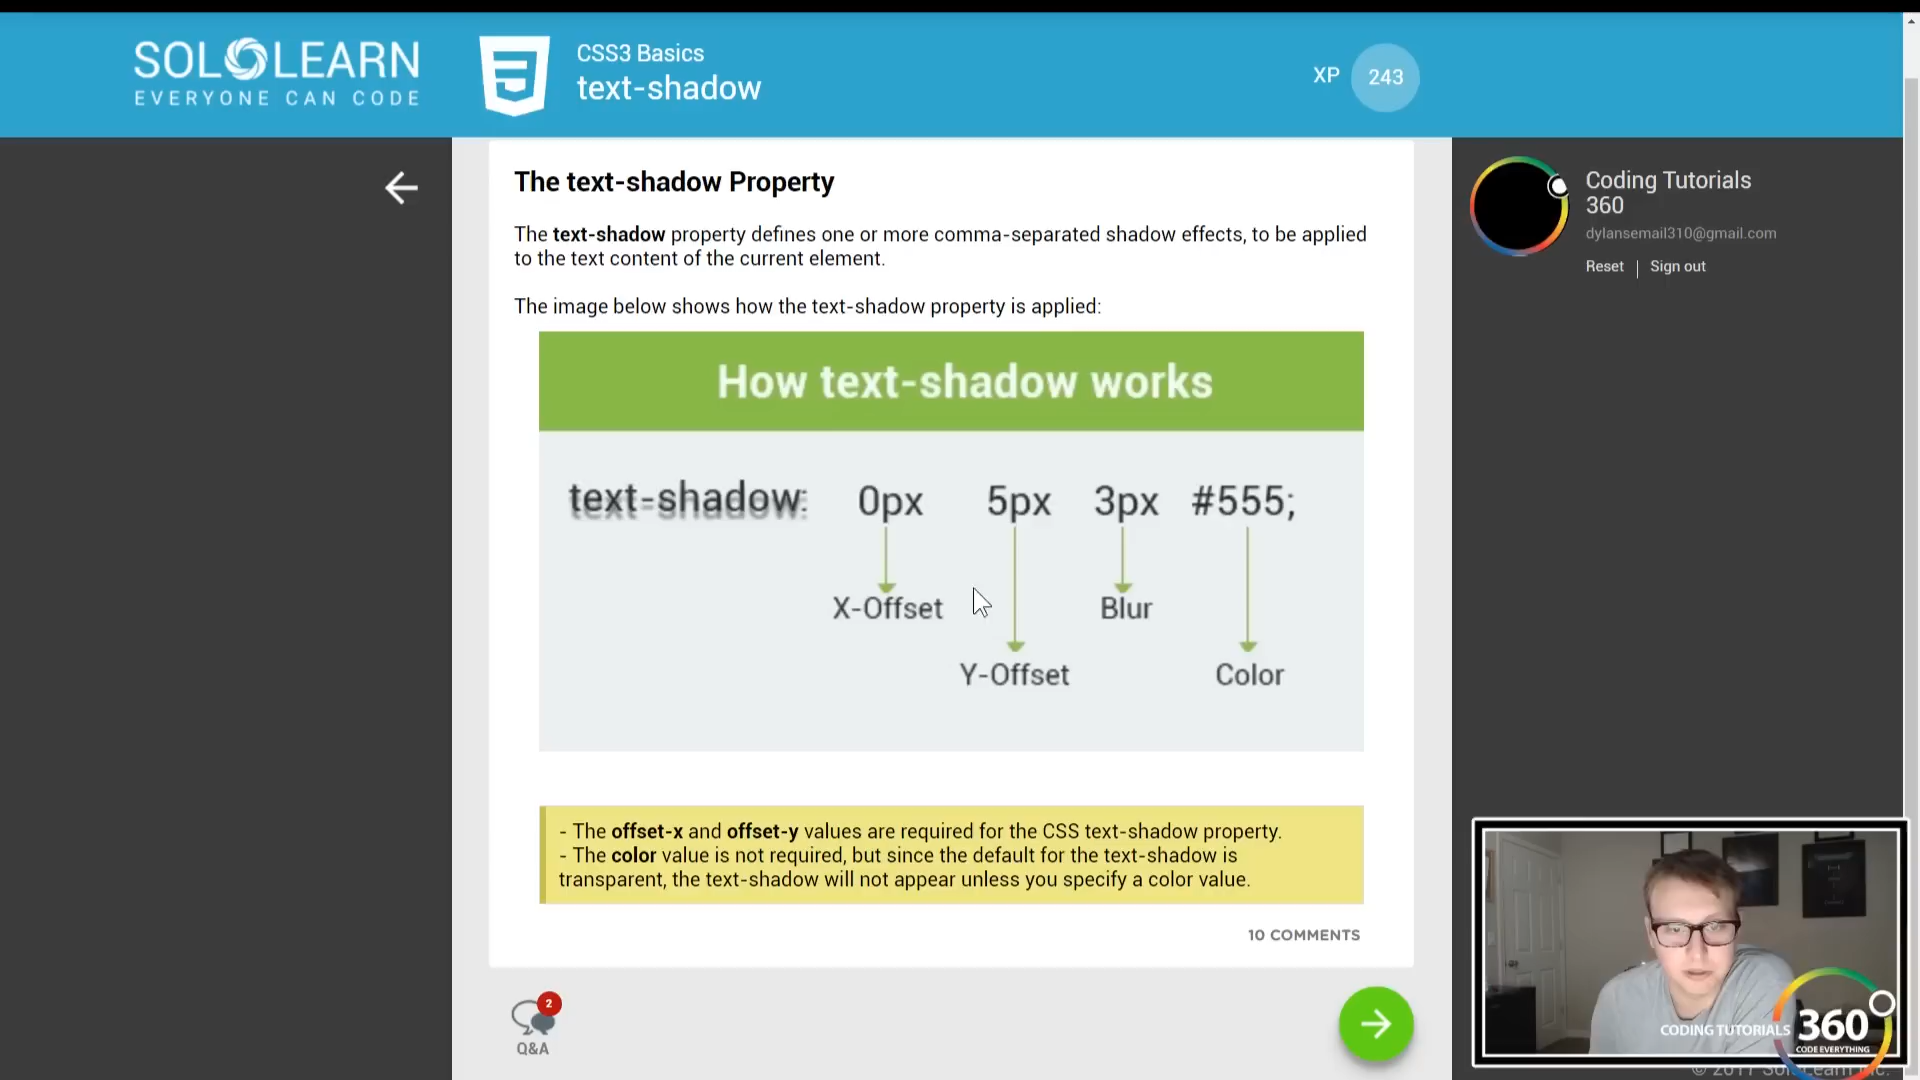 SOLOLEARN
EVERYONE CAN CODE
CSS3 Basics
text-shadow
XP 243
The text-shadow Property
The text-shadow property defines one or more comma-separated shadow effects, to be applied
to the text content of the current element.
The image below shows how the text-shadow property is applied:
How text-shadow works
text-shadow: 0px 5px 3px #555;
X-Offset Blur
Y-Offset Color
- The offset-x and offset-y values are required for the CSS text-shadow property.
- The color value is not required, but since the default for the text-shadow is
transparent, the text-shadow will not appear unless you specify a color value.
10 COMMENTS
2
Q&A
Coding Tutorials
360
dylansemail310@gmail.com
Reset | Sign out
CODING TUTORIALS 360
CODE EVERYTHING